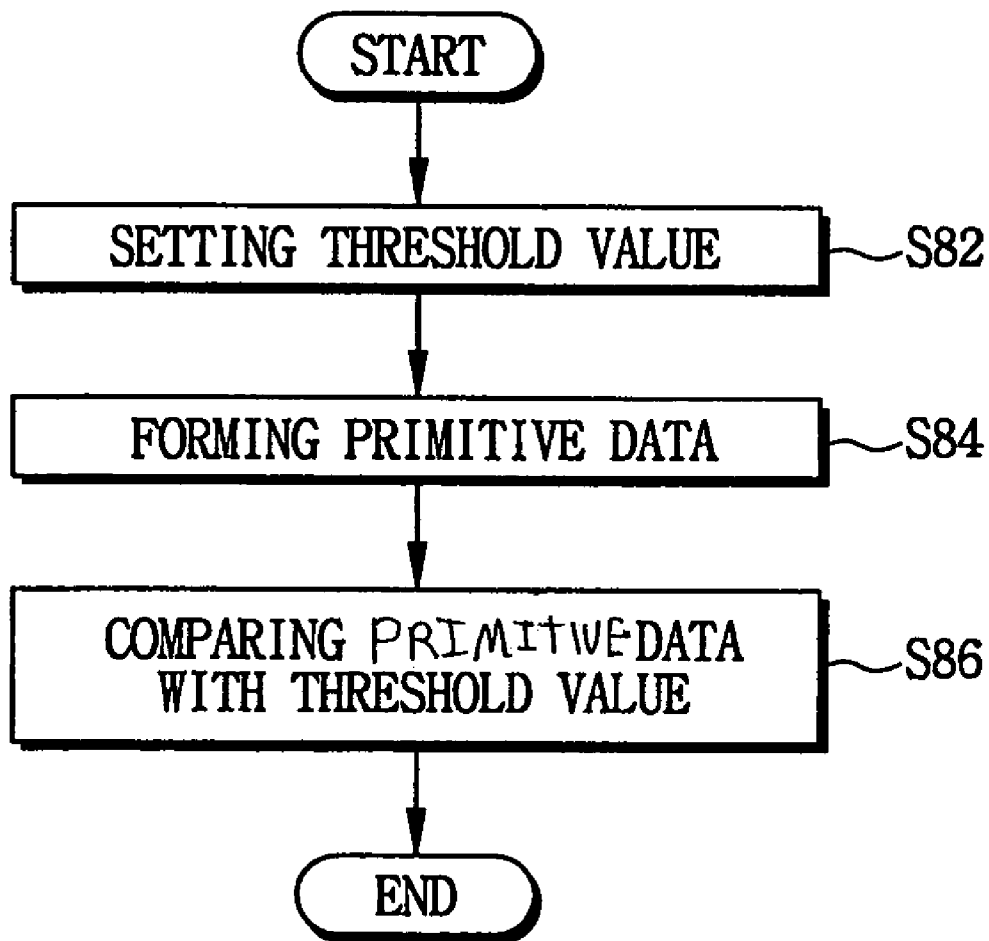 START
SETTING THRESHOLD VALUE
S82
FORMING PRIMITIVE DATA
S84
COMPARING PRIMITIVE DATA
WITH THRESHOLD VALUE
S86
END